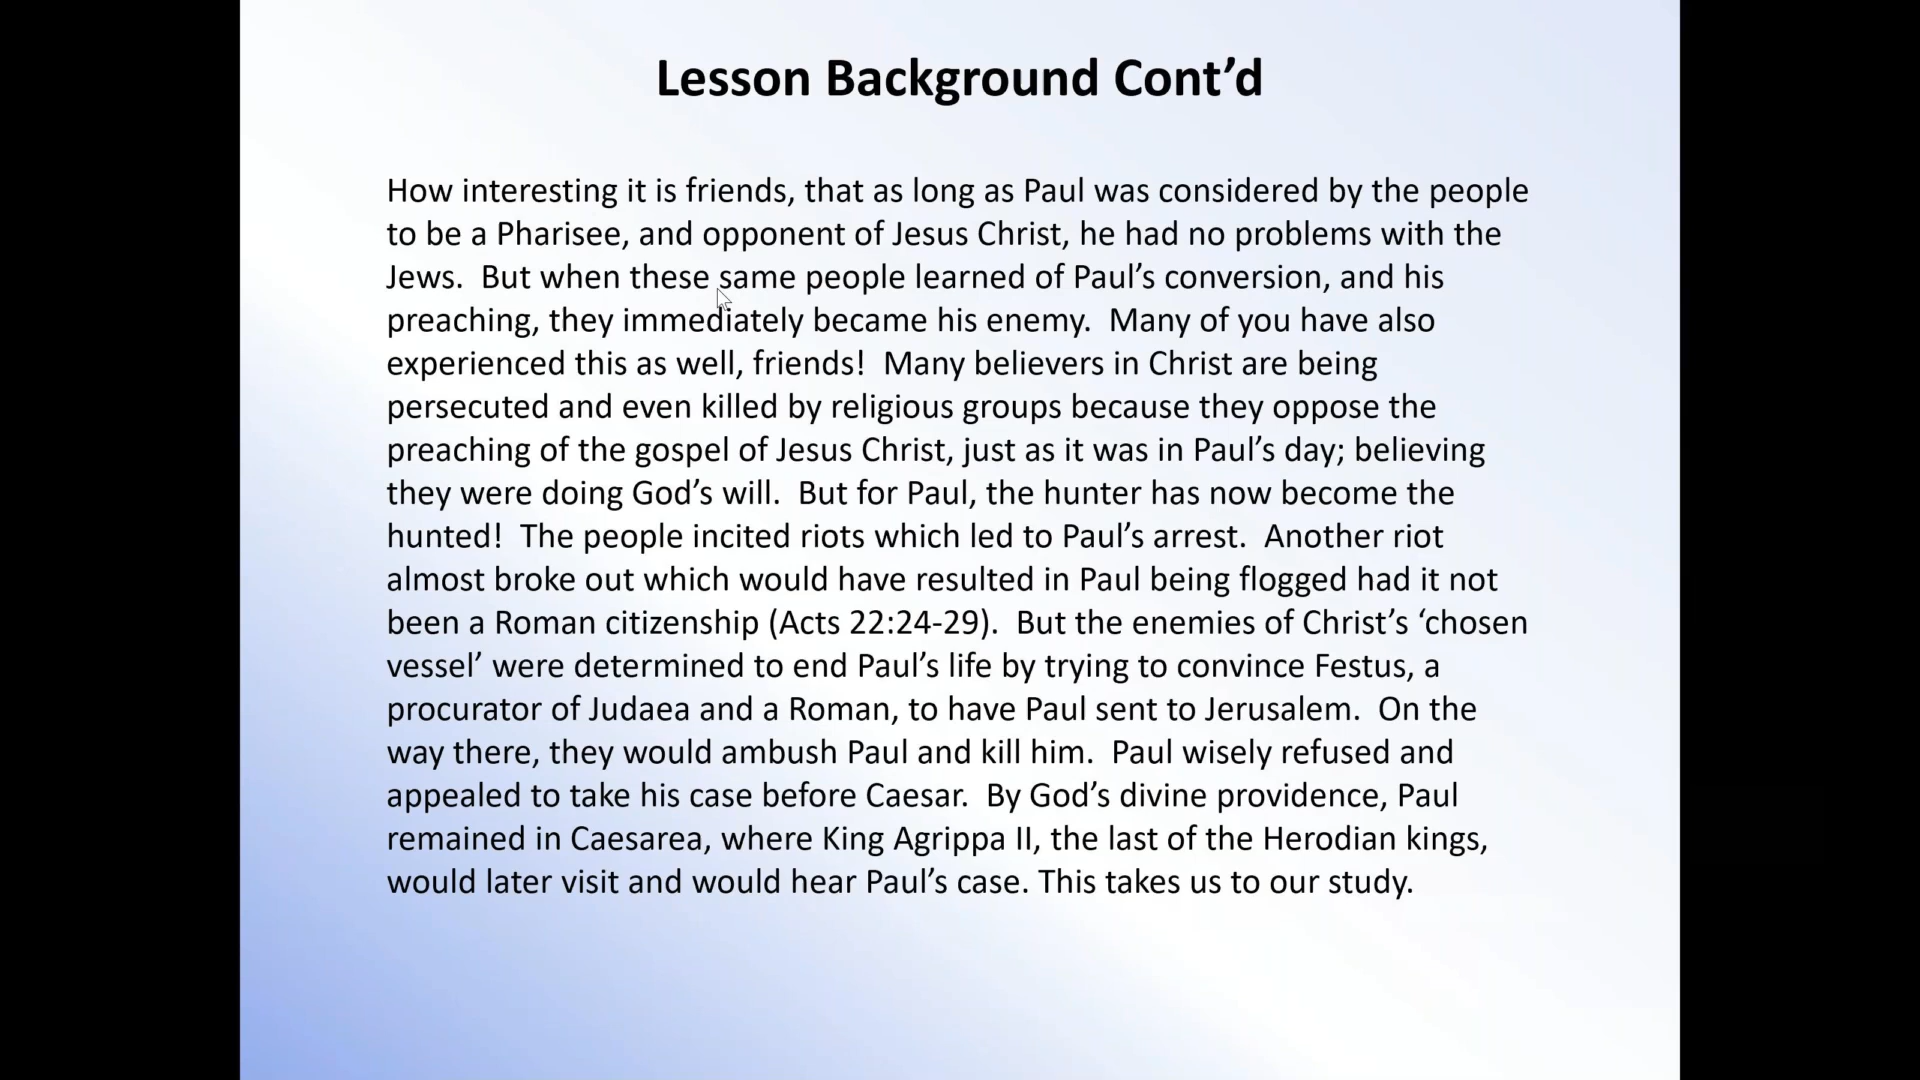 Lesson Background Cont’d
How interesting it is friends, that as long as Paul was considered by the people
to be a Pharisee, and opponent of Jesus Christ, he had no problems with the
Jews.  But when these same people learned of Paul’s conversion, and his
preaching, they immediately became his enemy.  Many of you have also
experienced this as well, friends!  Many believers in Christ are being
persecuted and even killed by religious groups because they oppose the
preaching of the gospel of Jesus Christ, just as it was in Paul’s day; believing
they were doing God’s will.  But for Paul, the hunter has now become the
hunted!  The people incited riots which led to Paul’s arrest.  Another riot
almost broke out which would have resulted in Paul being flogged had it not
been a Roman citizenship (Acts 22:24-29).  But the enemies of Christ’s ‘chosen
vessel’ were determined to end Paul’s life by trying to convince Festus, a
procurator of Judaea and a Roman, to have Paul sent to Jerusalem.  On the
way there, they would ambush Paul and kill him.  Paul wisely refused and
appealed to take his case before Caesar.  By God’s divine providence, Paul
remained in Caesarea, where King Agrippa II, the last of the Herodian kings,
would later visit and would hear Paul’s case. This takes us to our study.